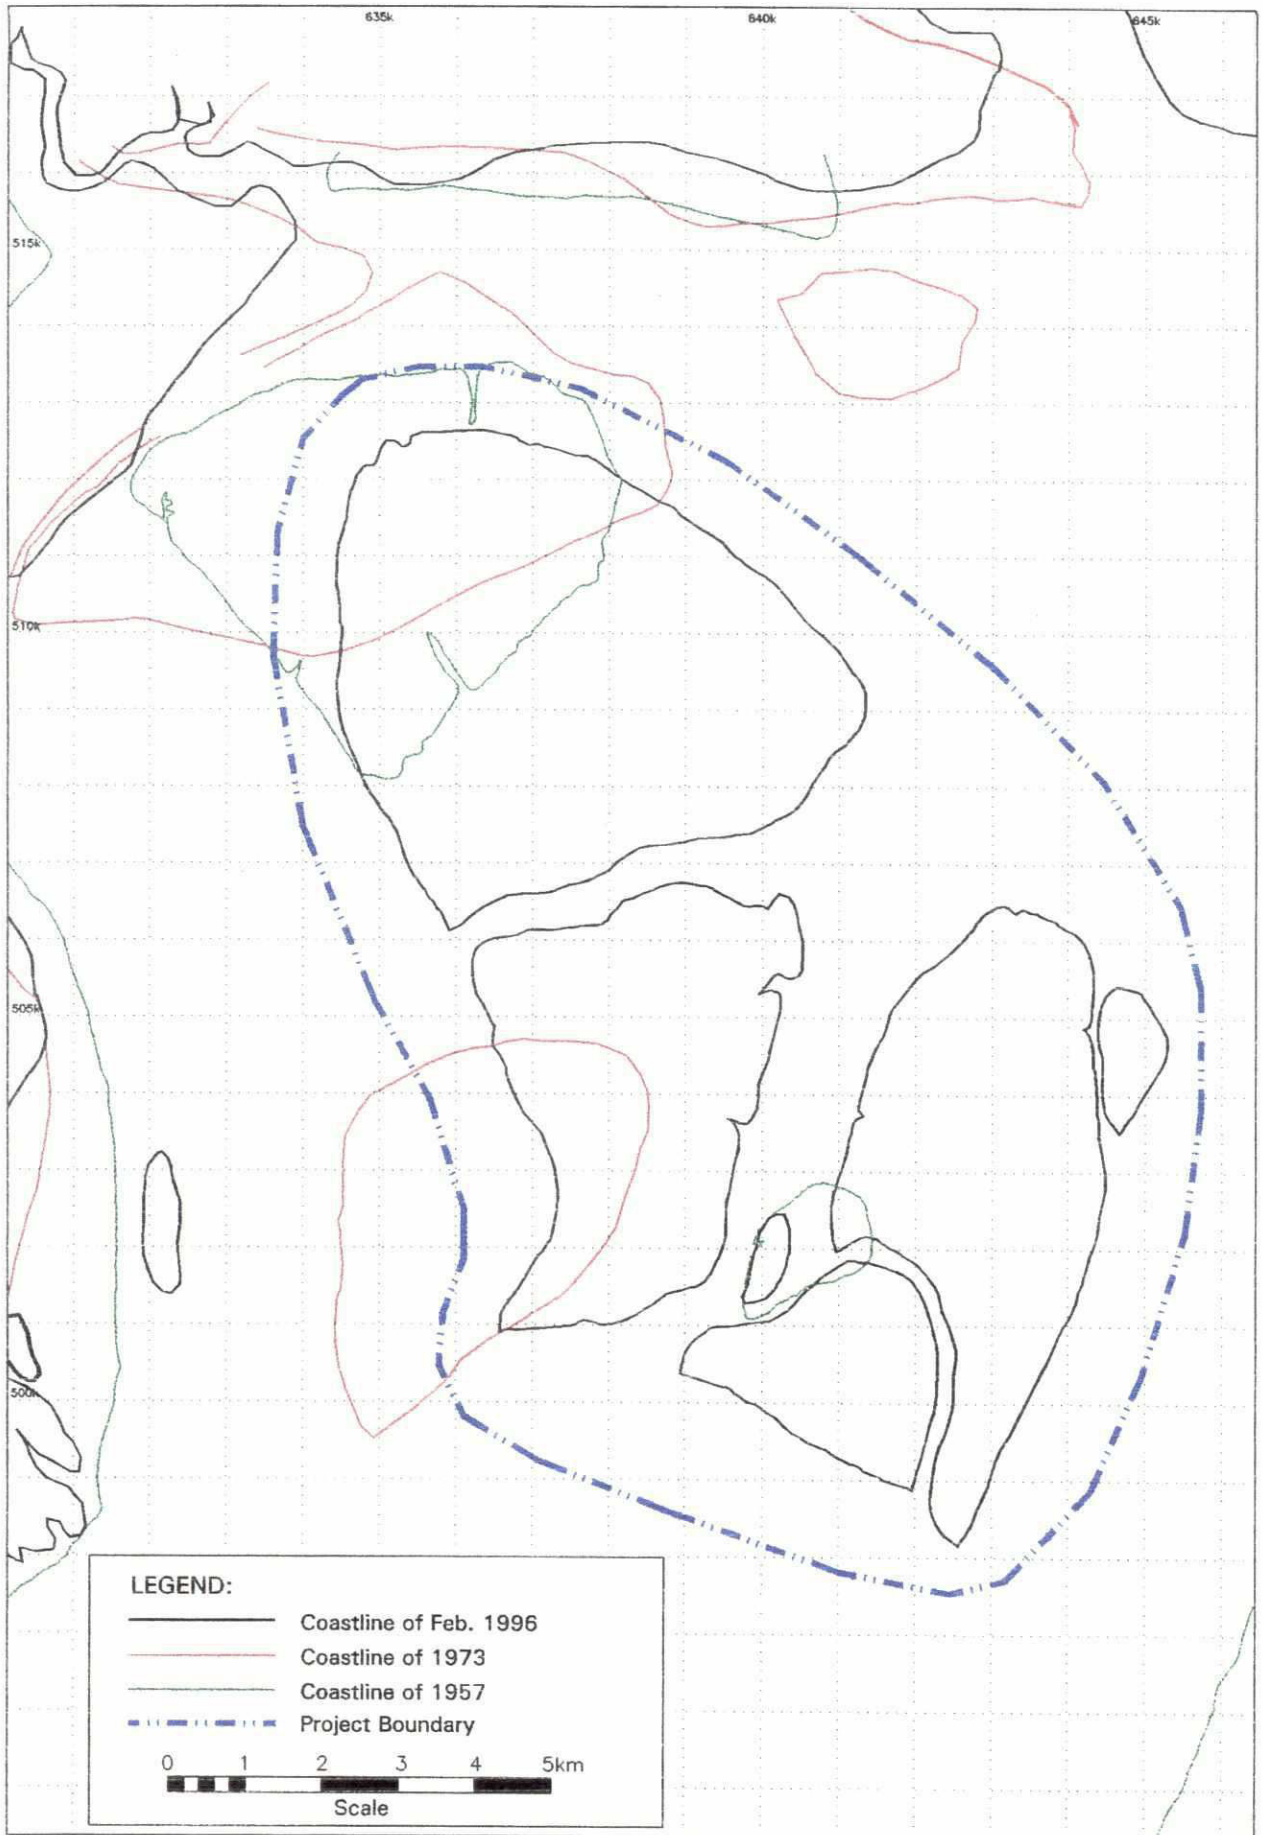 635k 640k 645k
515k
510k
505k
500k
LEGEND:
Coastline of Feb. 1996
Coastline of 1973
Coastline of 1957
Project Boundary
0 1 2 3 4 5km
Scale